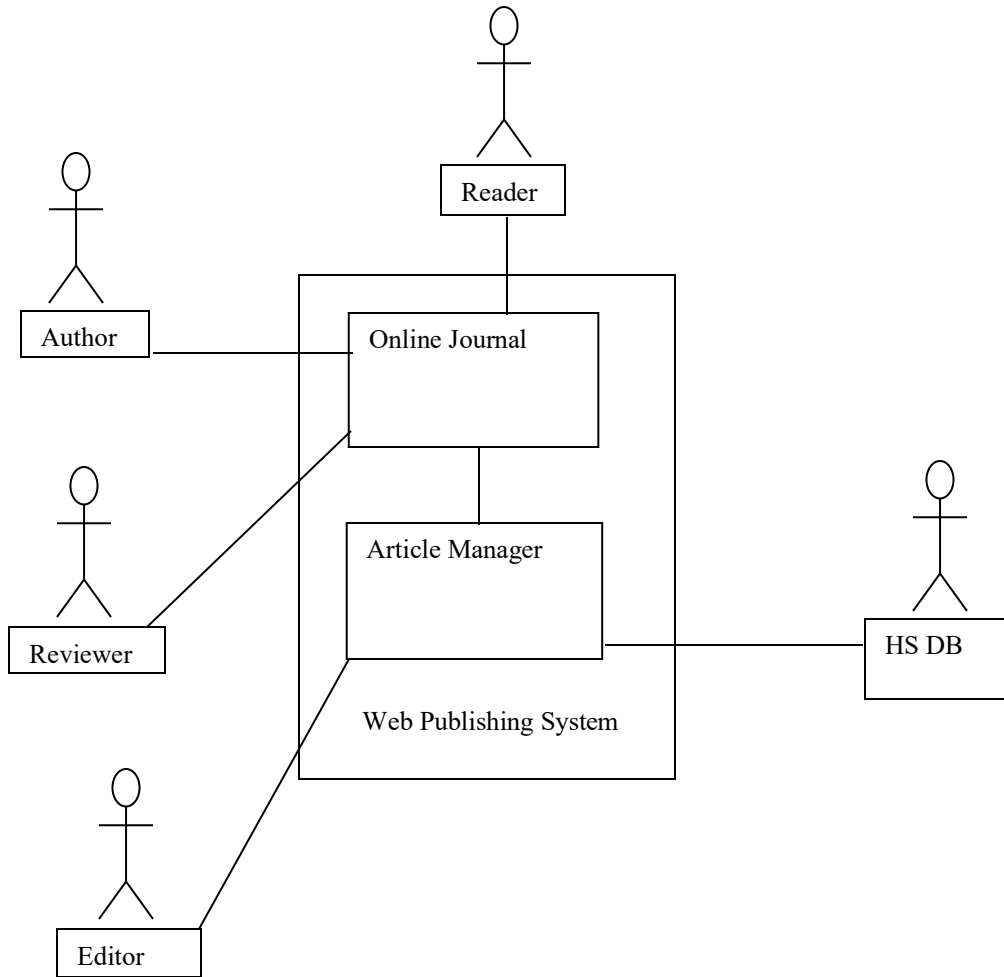 Reader
Author
Online Journal
Article Manager
Reviewer
HS DB
Web Publishing System
Editor